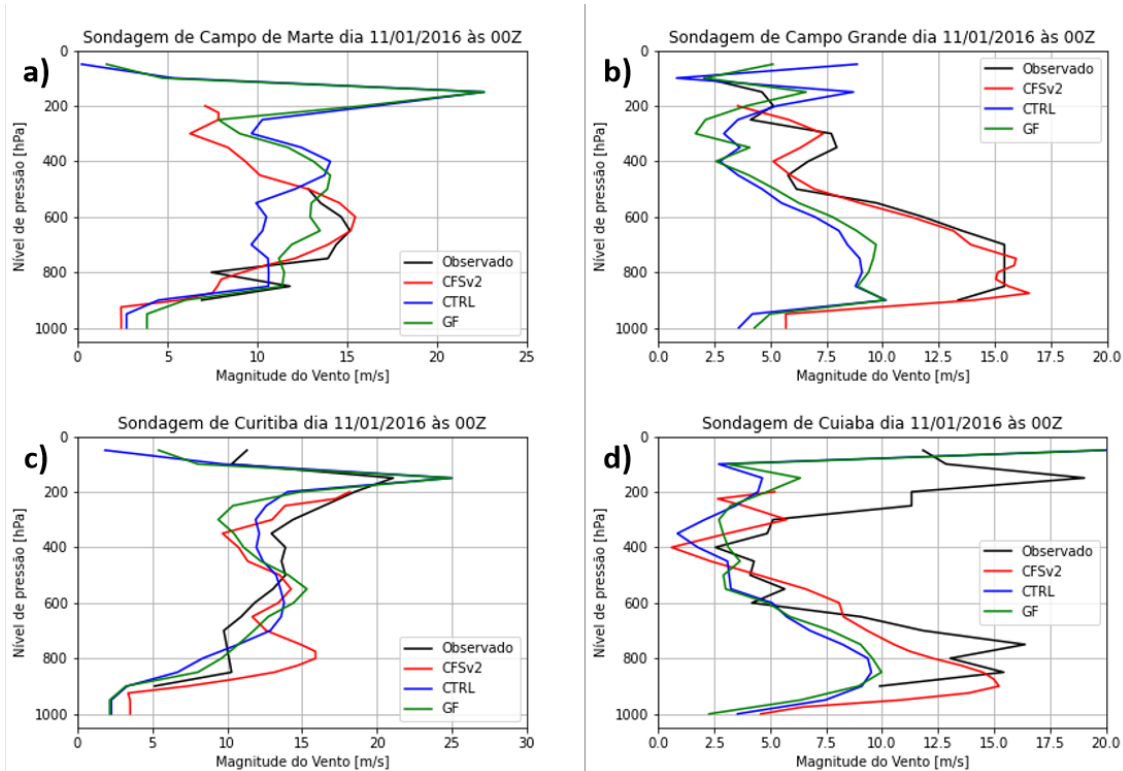 a)
Sondagem de Campo de Marte dia 11/01/2016 às 00Z
Nível de pressão [hPa]
0
200
400
600
800
1000
Observado
CFSv2
CTRL
GF
0
5
10
15
20
25
Magnitude do Vento [m/s]
b)
Sondagem de Campo Grande dia 11/01/2016 às 00Z
Nível de pressão [hPa]
0
200
400
600
800
1000
Observado
CFSv2
CTRL
GF
0.0
2.5
5.0
7.5
10.0
12.5
15.0
17.5
20.0
Magnitude do Vento [m/s]
c)
Sondagem de Curitiba dia 11/01/2016 às 00Z
Nível de pressão [hPa]
0
200
400
600
800
1000
Observado
CFSv2
CTRL
GF
0
5
10
15
20
25
30
Magnitude do Vento [m/s]
d)
Sondagem de Cuiaba dia 11/01/2016 às 00Z
Nível de pressão [hPa]
0
200
400
600
800
1000
Observado
CFSv2
CTRL
GF
0.0
2.5
5.0
7.5
10.0
12.5
15.0
17.5
20.0
Magnitude do Vento [m/s]